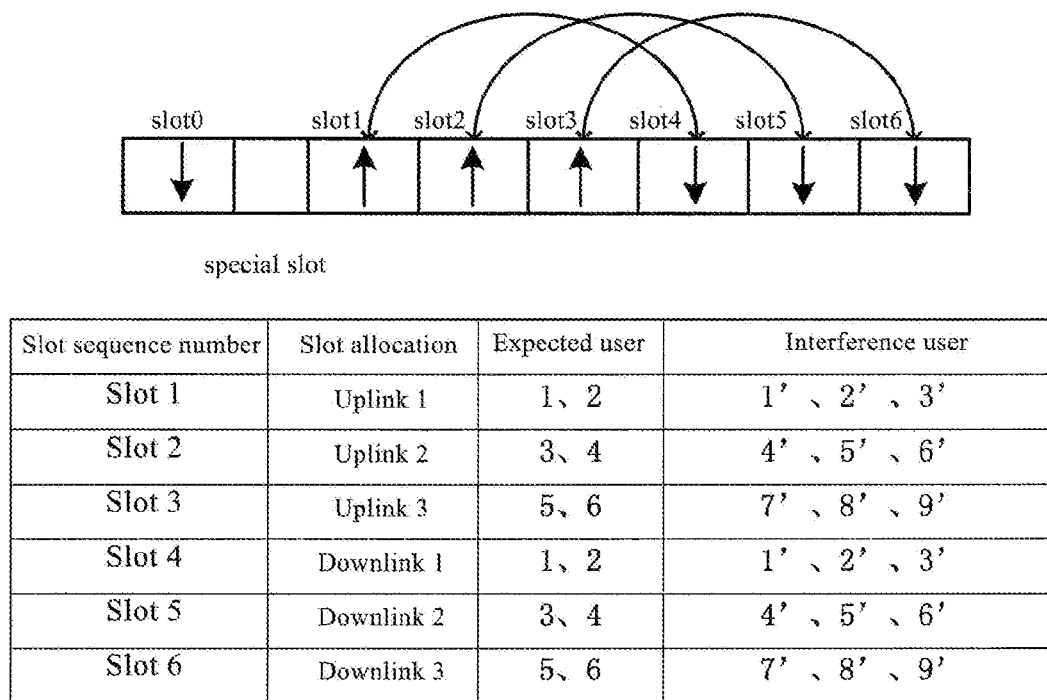 slot0 slot1 slot2 slot3 slot4 slot5 slot6
special slot
Slot sequence number Slot allocation Expected user Interference user
Slot 1 Uplink 1 1、2 1’、2’、3’
Slot 2 Uplink 2 3、4 4’、5’、6’
Slot 3 Uplink 3 5、6 7’、8’、9’
Slot 4 Downlink 1 1、2 1’、2’、3’
Slot 5 Downlink 2 3、4 4’、5’、6’
Slot 6 Downlink 3 5、6 7’、8’、9’